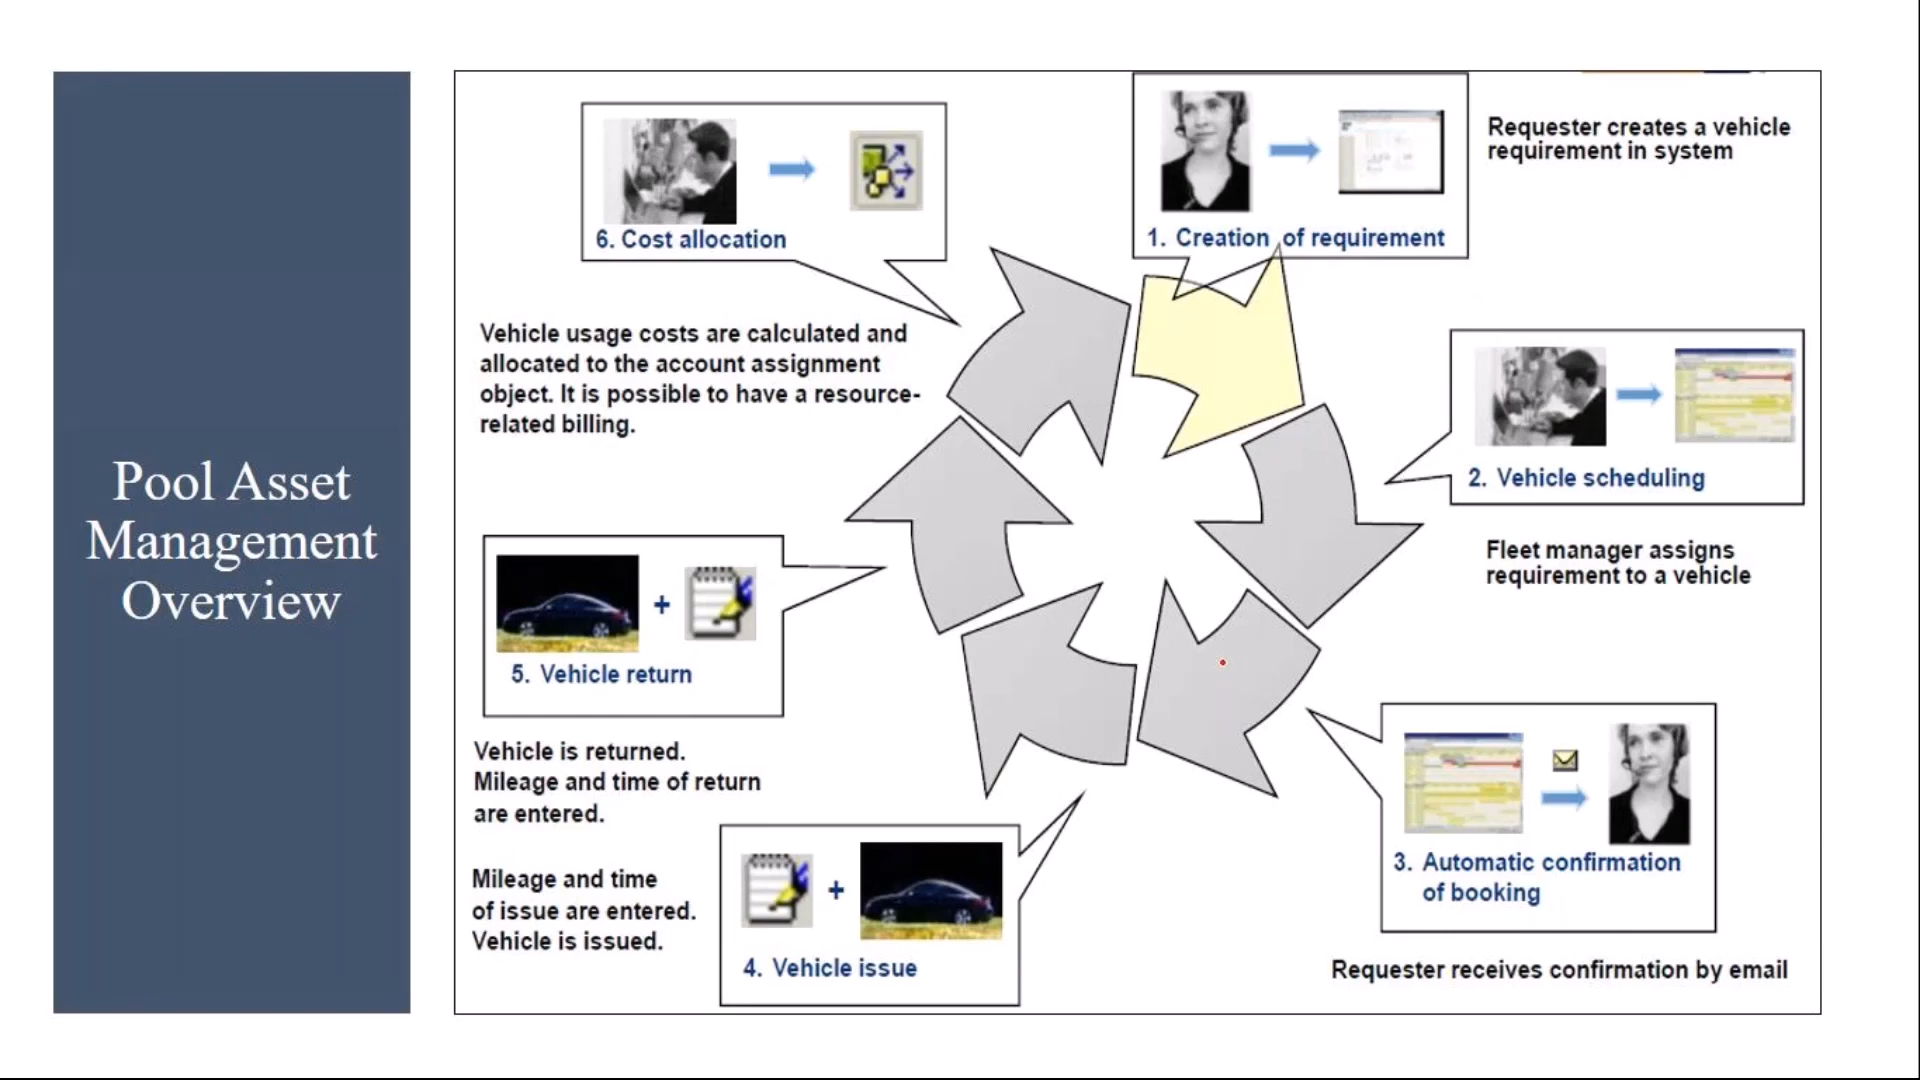 Pool Asset
Management
Overview
1. Creation of requirement
Requester creates a vehicle
requirement in system
2. Vehicle scheduling
Fleet manager assigns
requirement to a vehicle
3. Automatic confirmation
of booking
Requester receives confirmation by email
+
4. Vehicle issue
Mileage and time
of issue are entered.
Vehicle is issued.
+
5. Vehicle return
Vehicle is returned.
Mileage and time of return
are entered.
6. Cost allocation
Vehicle usage costs are calculated and
allocated to the account assignment
object. It is possible to have a resource-
related billing.